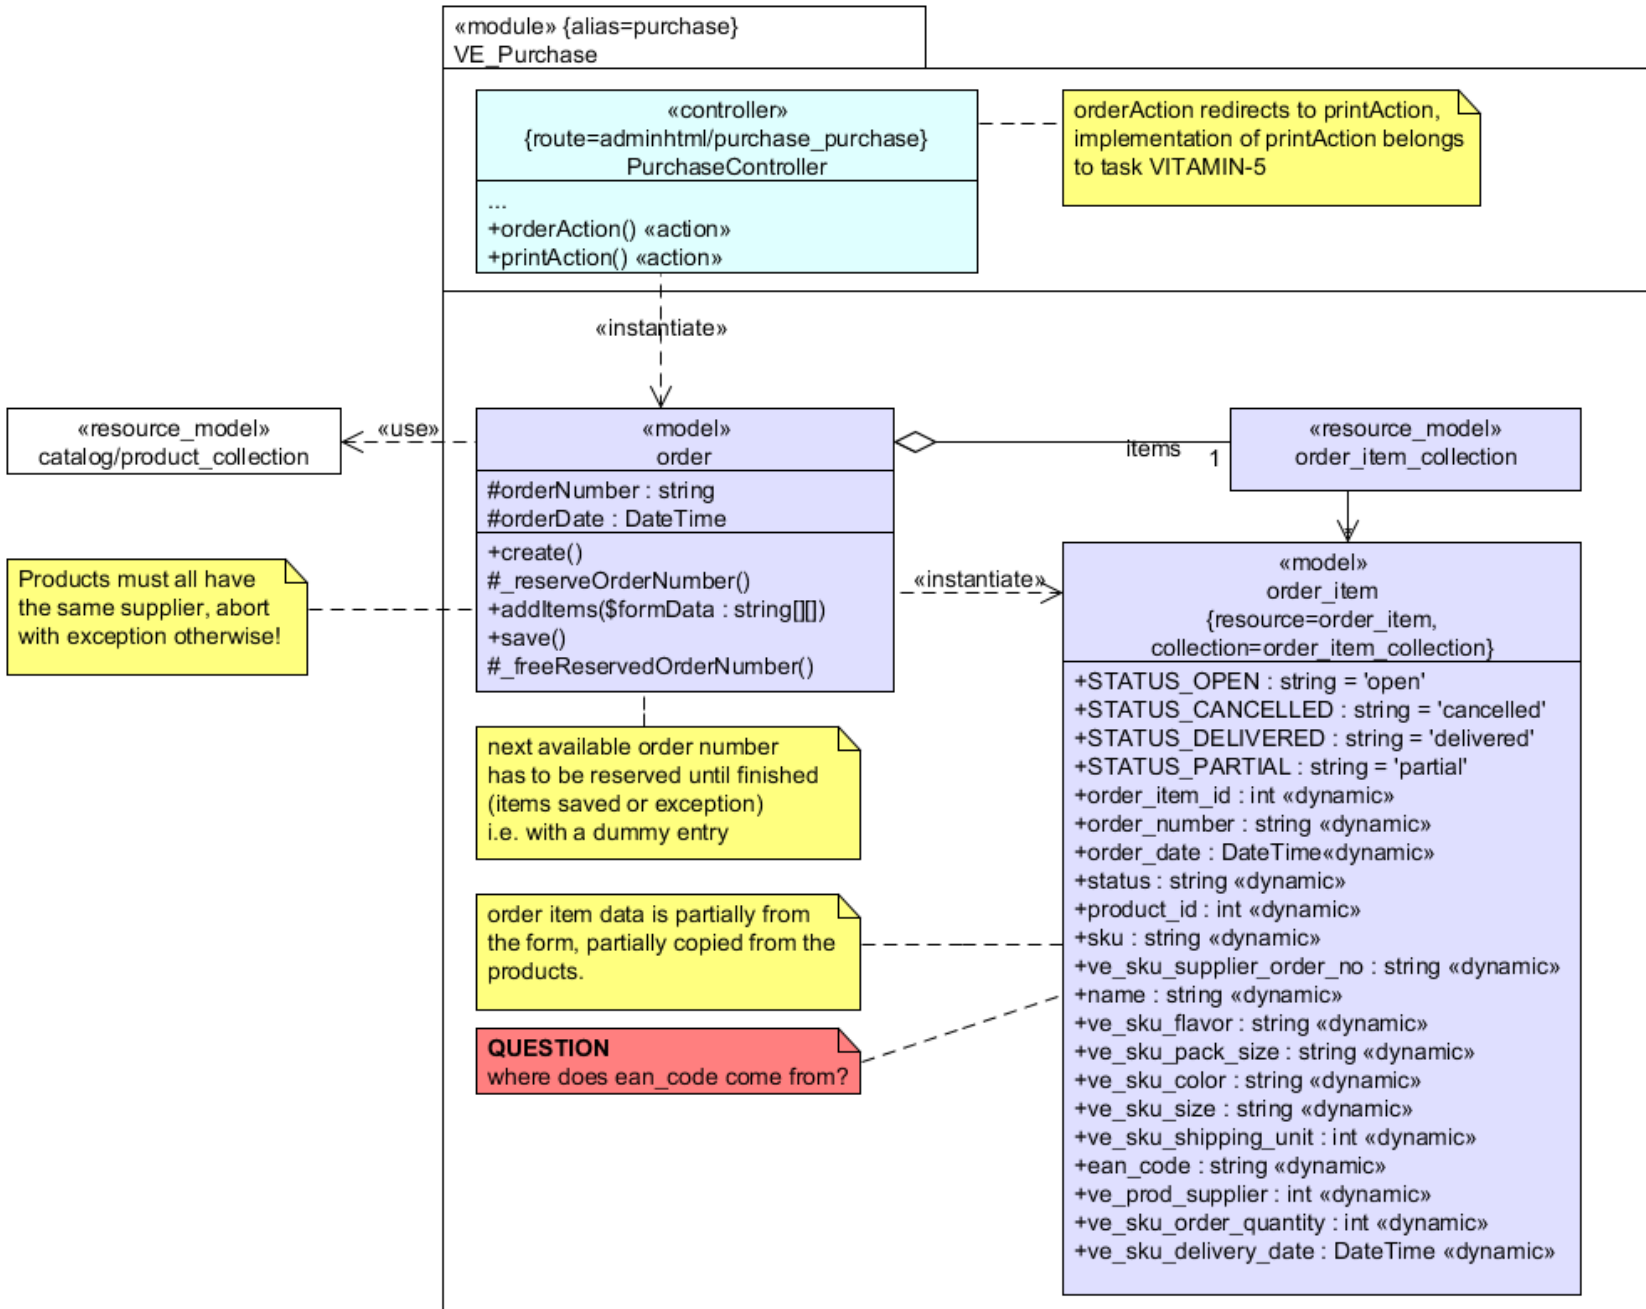 «module» {alias=purchase}
VE_Purchase
«controller»
{route=adminhtml/purchase_purchase}
PurchaseController
...
+orderAction() «action»
+printAction() «action»
orderAction redirects to printAction,
implementation of printAction belongs
to task VITAMIN-5
«instantiate»
«resource_model»
catalog/product_collection
«use»
«model»
order
#orderNumber : string
#orderDate : DateTime
+create()
#_reserveOrderNumber()
+addItems($formData : string[][])
+save()
#_freeReservedOrderNumber()
items
1
«resource_model»
order_item_collection
Products must all have
the same supplier, abort
with exception otherwise!
«instantiate»
«model»
order_item
{resource=order_item,
collection=order_item_collection}
+STATUS_OPEN : string = 'open'
+STATUS_CANCELLED : string = 'cancelled'
+STATUS_DELIVERED : string = 'delivered'
+STATUS_PARTIAL : string = 'partial'
+order_item_id : int «dynamic»
+order_number : string «dynamic»
+order_date : DateTime«dynamic»
+status : string «dynamic»
+product_id : int «dynamic»
+sku : string «dynamic»
+ve_sku_supplier_order_no : string «dynamic»
+name : string «dynamic»
+ve_sku_flavor : string «dynamic»
+ve_sku_pack_size : string «dynamic»
+ve_sku_color : string «dynamic»
+ve_sku_size : string «dynamic»
+ve_sku_shipping_unit : int «dynamic»
+ean_code : string «dynamic»
+ve_prod_supplier : int «dynamic»
+ve_sku_order_quantity : int «dynamic»
+ve_sku_delivery_date : DateTime «dynamic»
next available order number
has to be reserved until finished
(items saved or exception)
i.e. with a dummy entry
order item data is partially from
the form, partially copied from the
products.
QUESTION
where does ean_code come from?